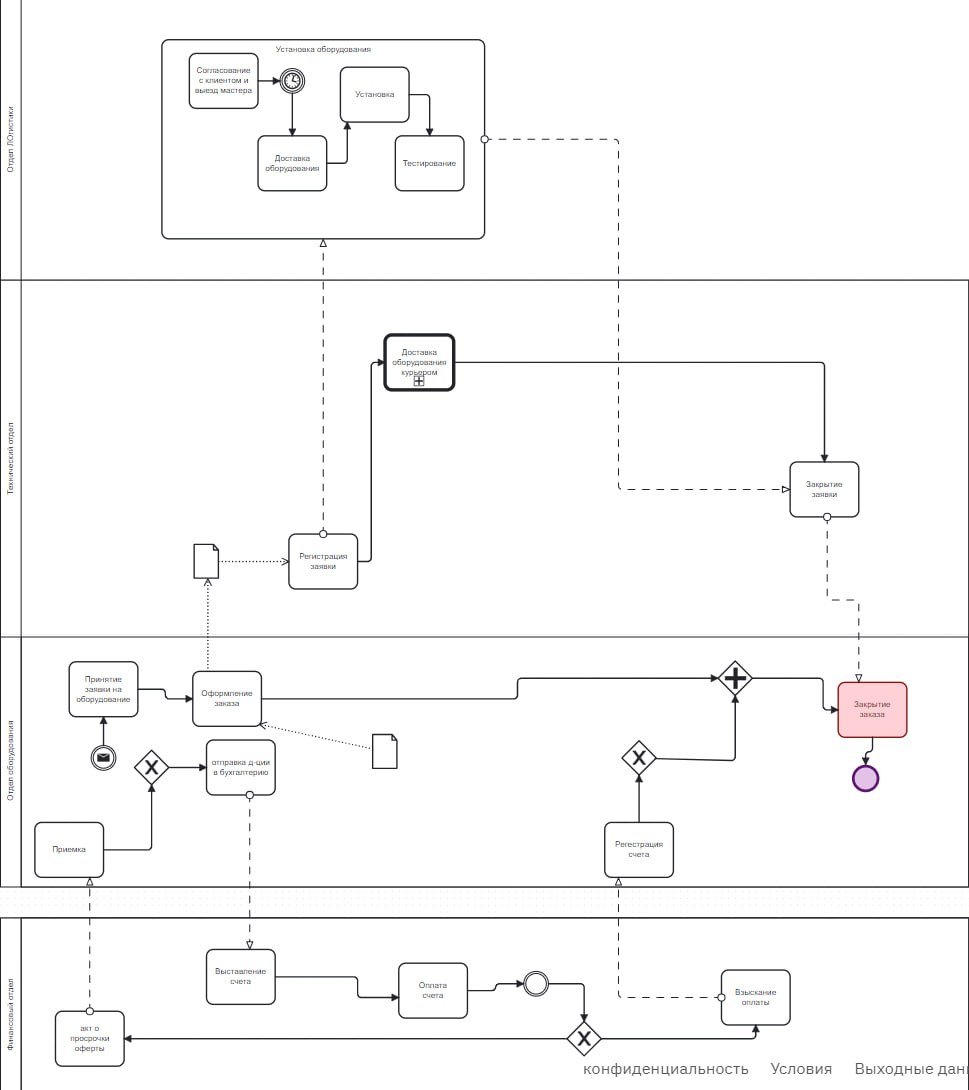 Отдел ЛОгистики
Установка оборудования
Согласование
с клиентом и
выезд мастера
Установка
Доставка
оборудования
Тестирование
Технический отдел
Доставка
оборудования
курьером
Закрытие
заявки
Регистрация
заявки
Отдел оборудования
Принятие
заявки на
оборудование
Оформление
заказа
Закрытие
заказа
отправка д-ции
в бухгалтерию
Приемка
Регестрация
счета
Финансовый отдел
Выставление
счета
Оплата
счета
Взыскание
оплаты
акт о
просрочки
оферты
конфиденциальность Условия Выходные дан